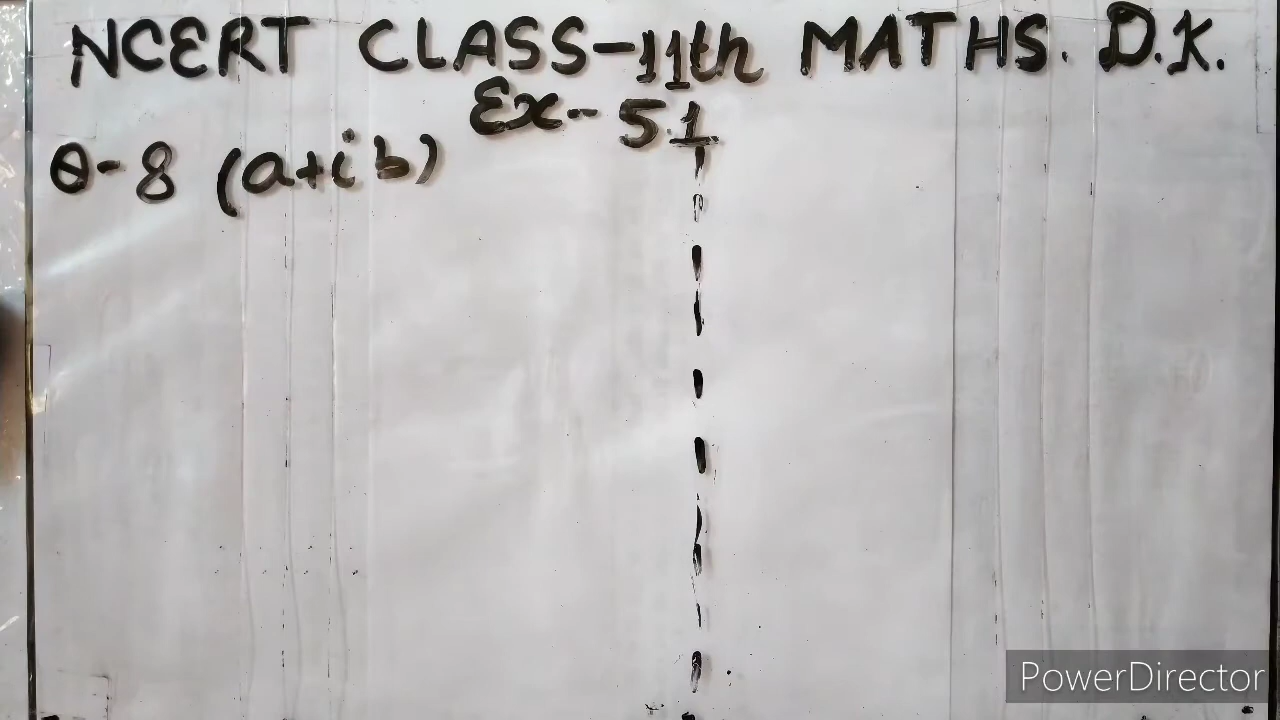 NCERT CLASS-11th MATHS. D.K.
Ex-5.1
Q-8 (a+ib)
PowerDirector